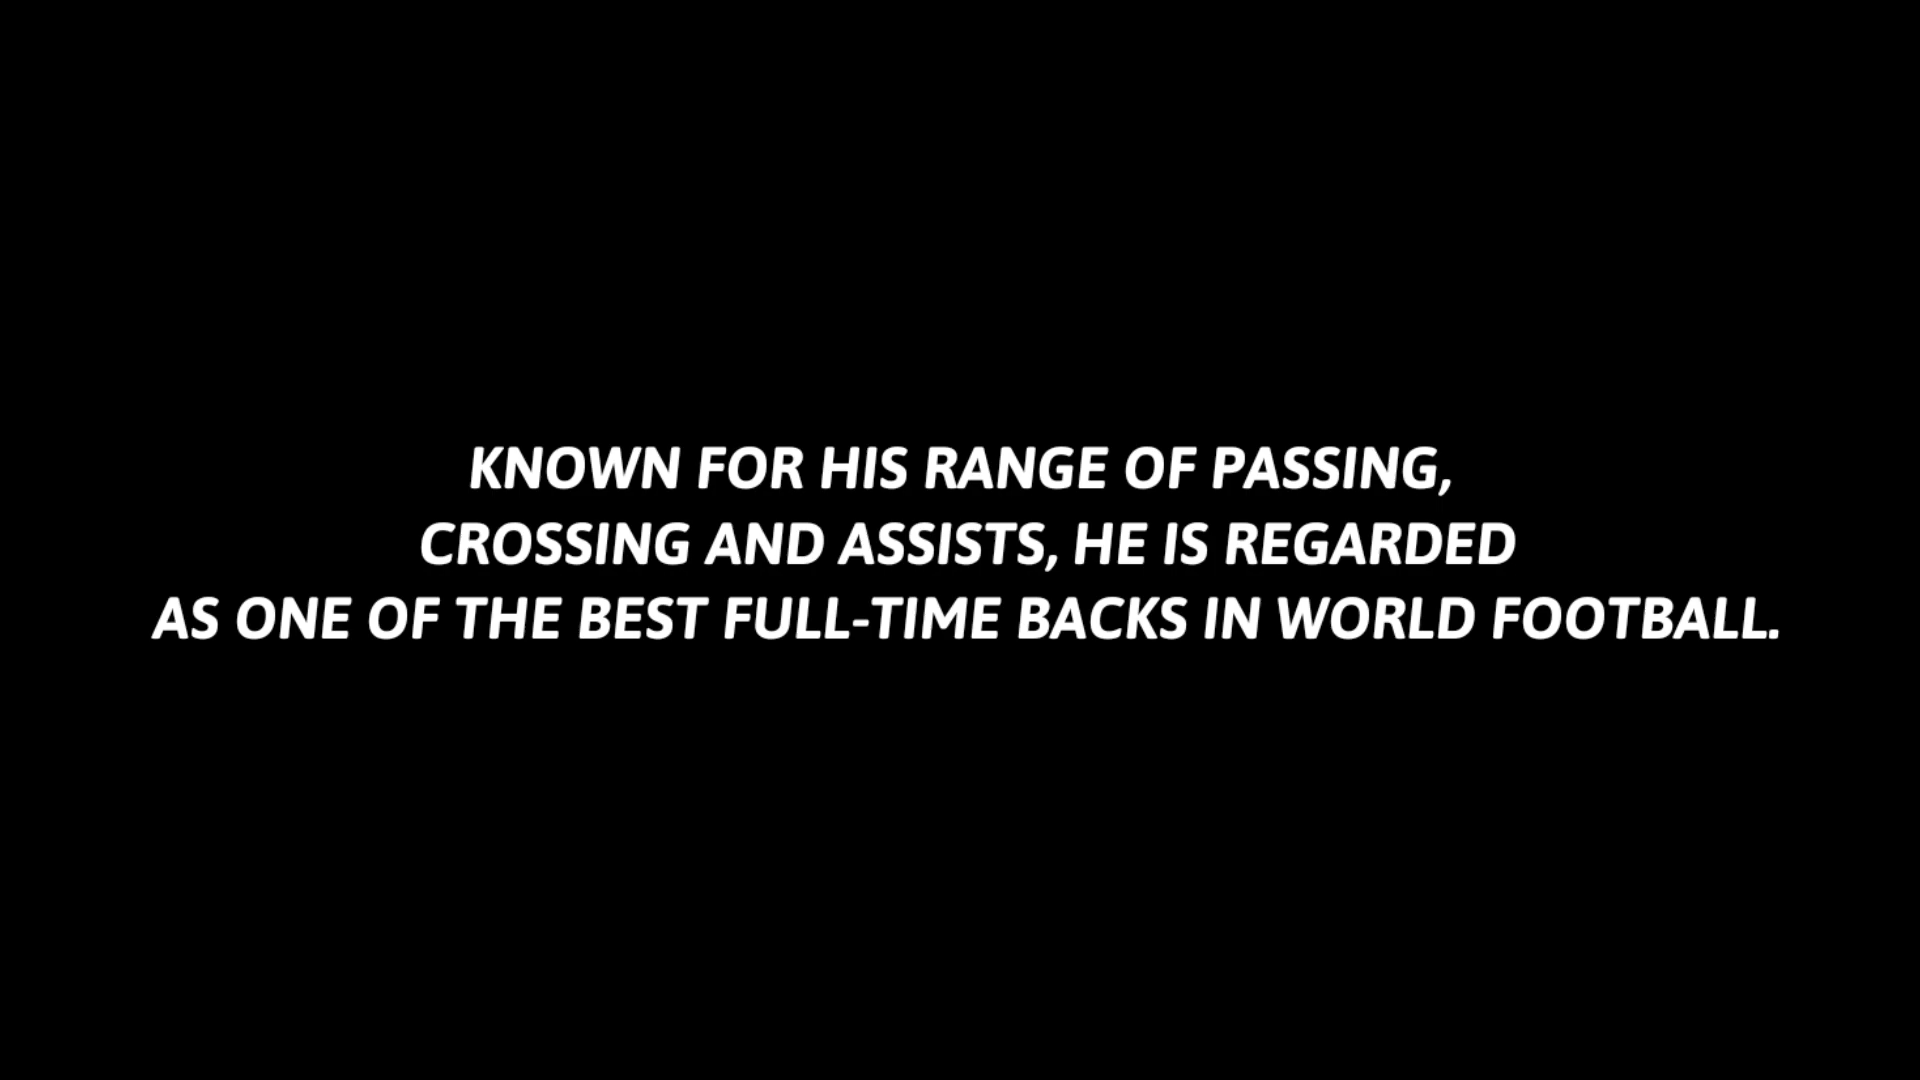 KNOWN FOR HIS RANGE OF PASSING,
CROSSING AND ASSISTS, HE IS REGARDED
AS ONE OF THE BEST FULL-TIME BACKS IN WORLD FOOTBALL.